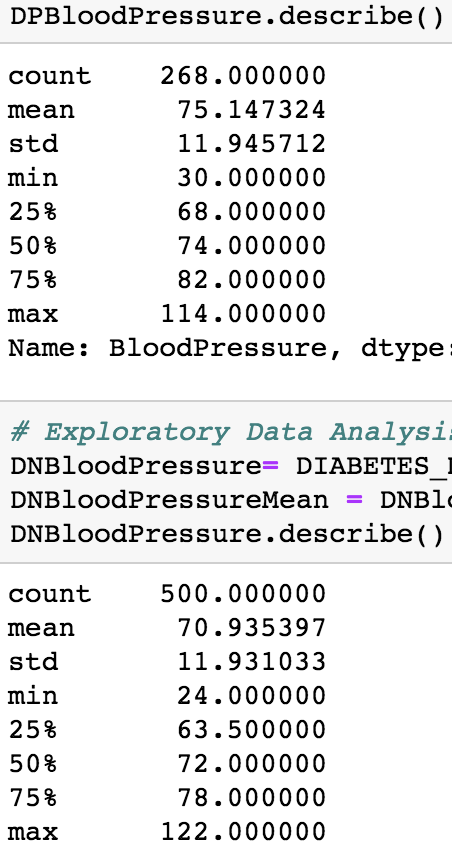 DPBloodPressure.describe()
count 268.000000
mean 75.147324
std 11.945712
min 30.000000
25% 68.000000
50% 74.000000
75% 82.000000
max 114.000000
Name: BloodPressure, dtype:
# Exploratory Data Analysis
DNBloodPressure= DIABETES_
DNBloodPressureMean = DNBlo
DNBloodPressure.describe()
count 500.000000
mean 70.935397
std 11.931033
min 24.000000
25% 63.500000
50% 72.000000
75% 78.000000
max 122.000000